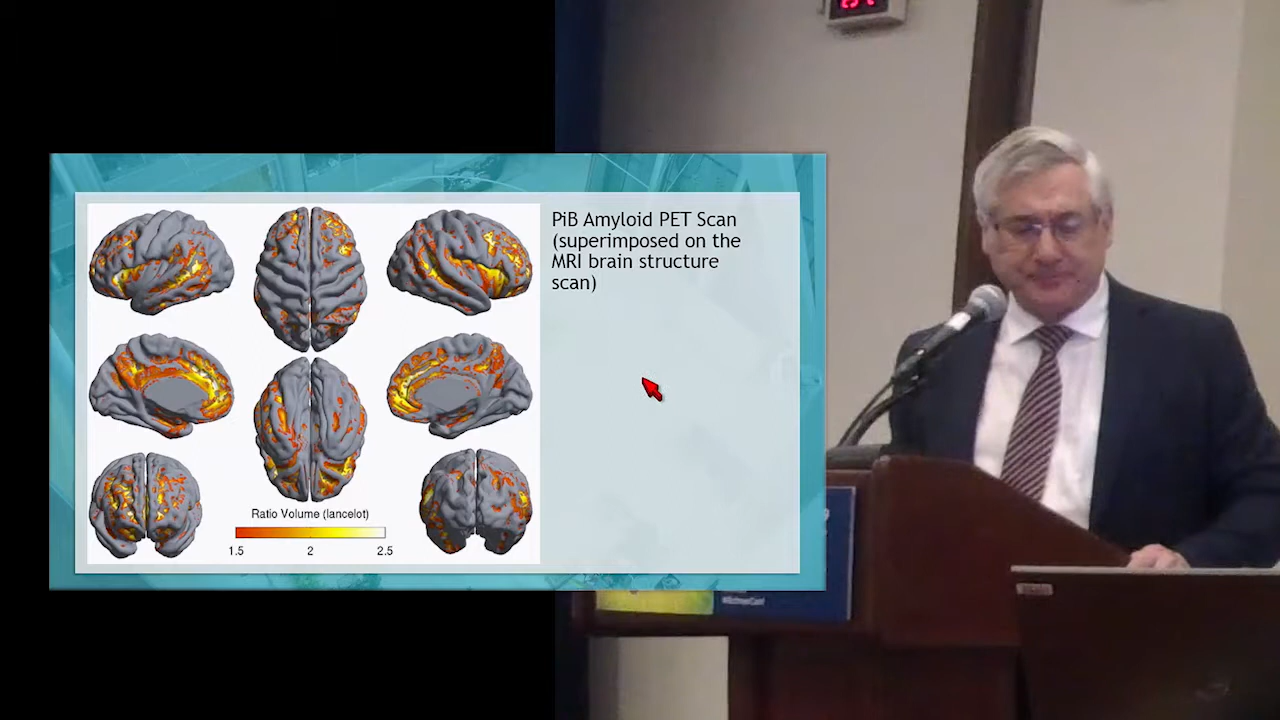 PiB Amyloid PET Scan
(superimposed on the
MRI brain structure
scan)
Ratio Volume (lancelot)
1.5 2 2.5